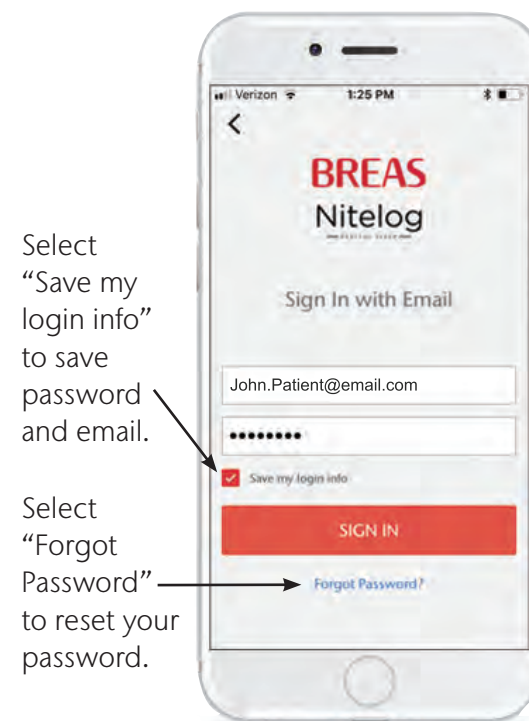 Verizon 1:25 PM
BREAS
Nitelog
Sign In with Email
John.Patient@email.com
Save my login info
SIGN IN
Forgot Password?
Select
“Save my
login info”
to save
password
and email.
Select
“Forgot
Password”
to reset your
password.